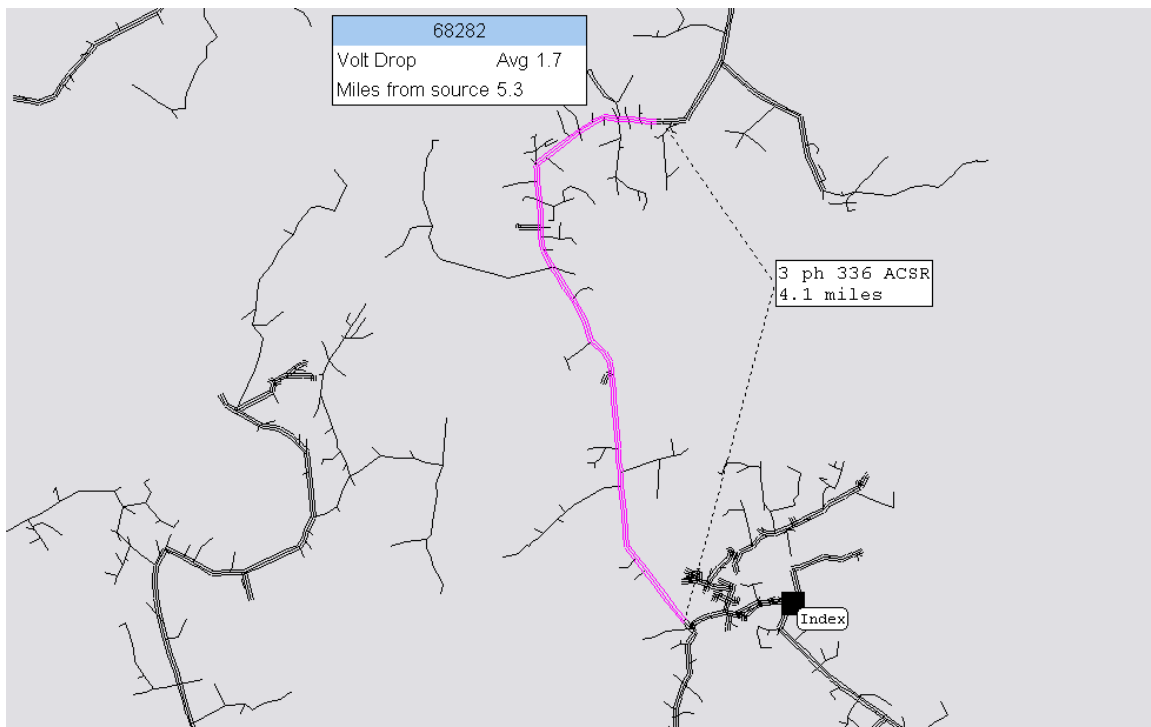 68282
Volt Drop Avg 1.7
Miles from source 5.3
3 ph 336 ACSR
4.1 miles
Index